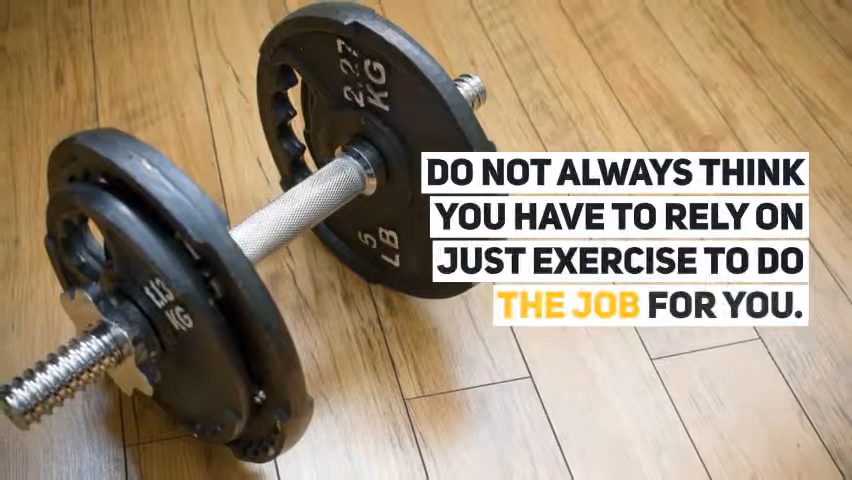 2.27
KG
5
LB
KG
DO NOT ALWAYS THINK
YOU HAVE TO RELY ON
JUST EXERCISE TO DO
THE JOB FOR YOU.